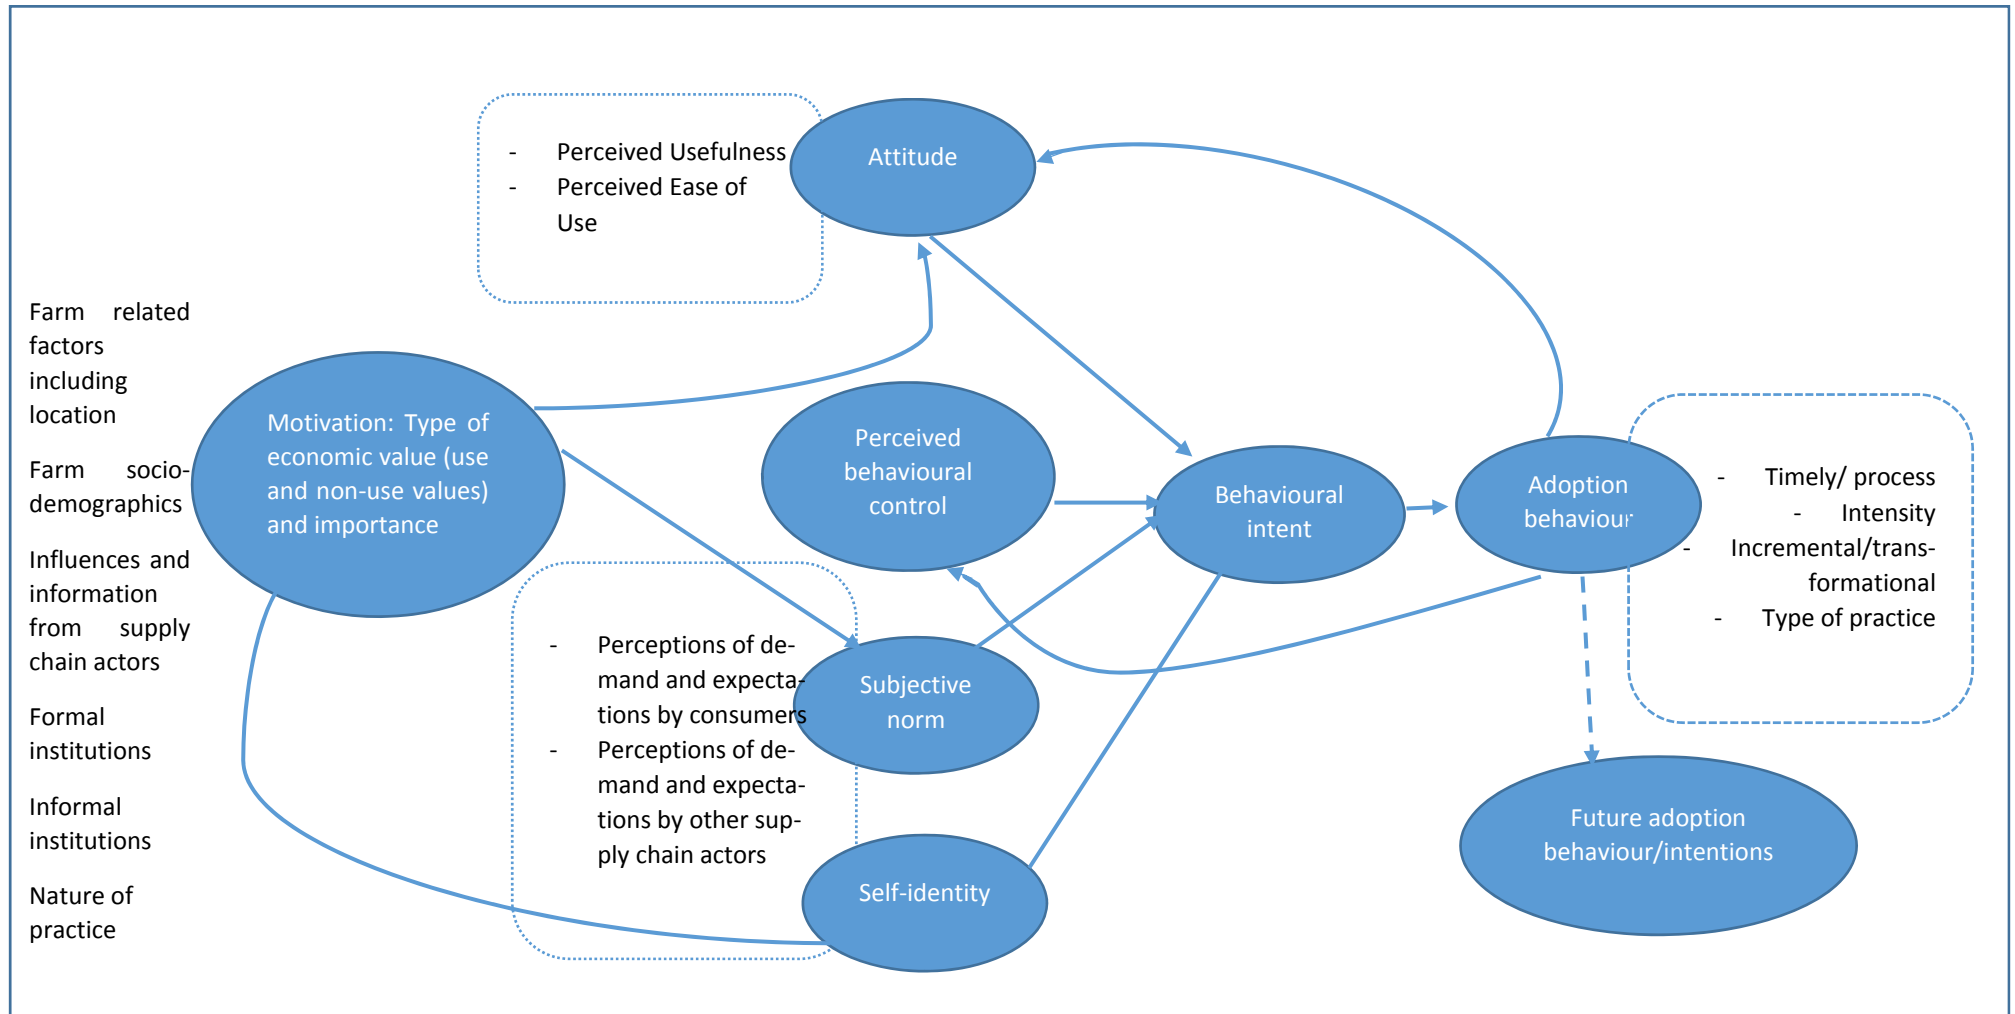 Farm related
factors
including
location
Farm socio-
demographics
Influences and
information
from supply
chain actors
Formal
institutions
Informal
institutions
Nature of
practice
Motivation: Type of
economic value (use
and non-use values)
and importance
- Perceived Usefulness
- Perceived Ease of
Use
Attitude
Perceived
behavioural
control
- Perceptions of de-
mand and expecta-
tions by consumers
- Perceptions of de-
mand and expecta-
tions by other sup-
ply chain actors
Subjective
norm
Self-identity
Behavioural
intent
Adoption
behaviour
- Timely/ process
- Intensity
- Incremental/trans-
formational
- Type of practice
Future adoption
behaviour/intentions